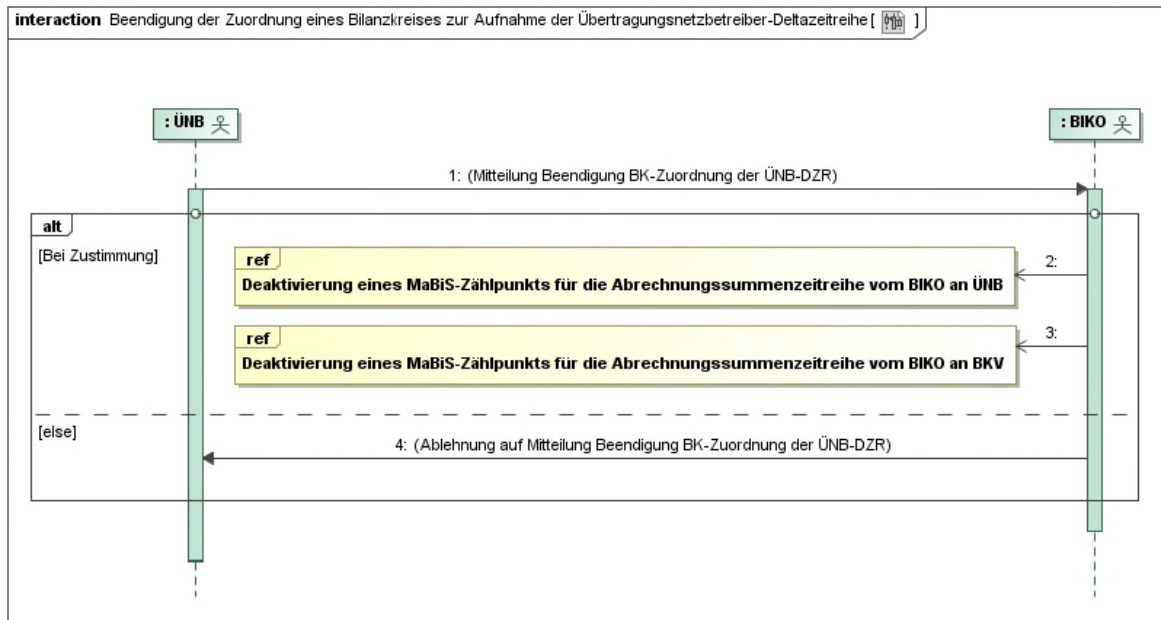 interaction Beendigung der Zuordnung eines Bilanzkreises zur Aufnahme der Übertragungsnetzbetreiber-Deltazeitreihe [ ]
: ÜNB
: BIKO
1: (Mitteilung Beendigung BK-Zuordnung der ÜNB-DZR)
alt
[Bei Zustimmung]
ref
2:
Deaktivierung eines MaBiS-Zählpunkts für die Abrechnungssummenzeitreihe vom BIKO an ÜNB
ref
3:
Deaktivierung eines MaBiS-Zählpunkts für die Abrechnungssummenzeitreihe vom BIKO an BKV
[else]
4: (Ablehnung auf Mitteilung Beendigung BK-Zuordnung der ÜNB-DZR)